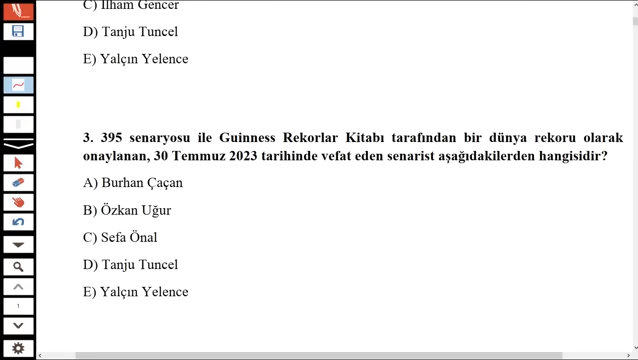 C) İlham Gencer
D) Tanju Tuncel
E) Yalçın Yelence
3. 395 senaryosu ile Guinness Rekorlar Kitabı tarafından bir dünya rekoru olarak
onaylanan, 30 Temmuz 2023 tarihinde vefat eden senarist aşağıdakilerden hangisidir?
A) Burhan Çaçan
B) Özkan Uğur
C) Sefa Önal
D) Tanju Tuncel
E) Yalçın Yelence
1